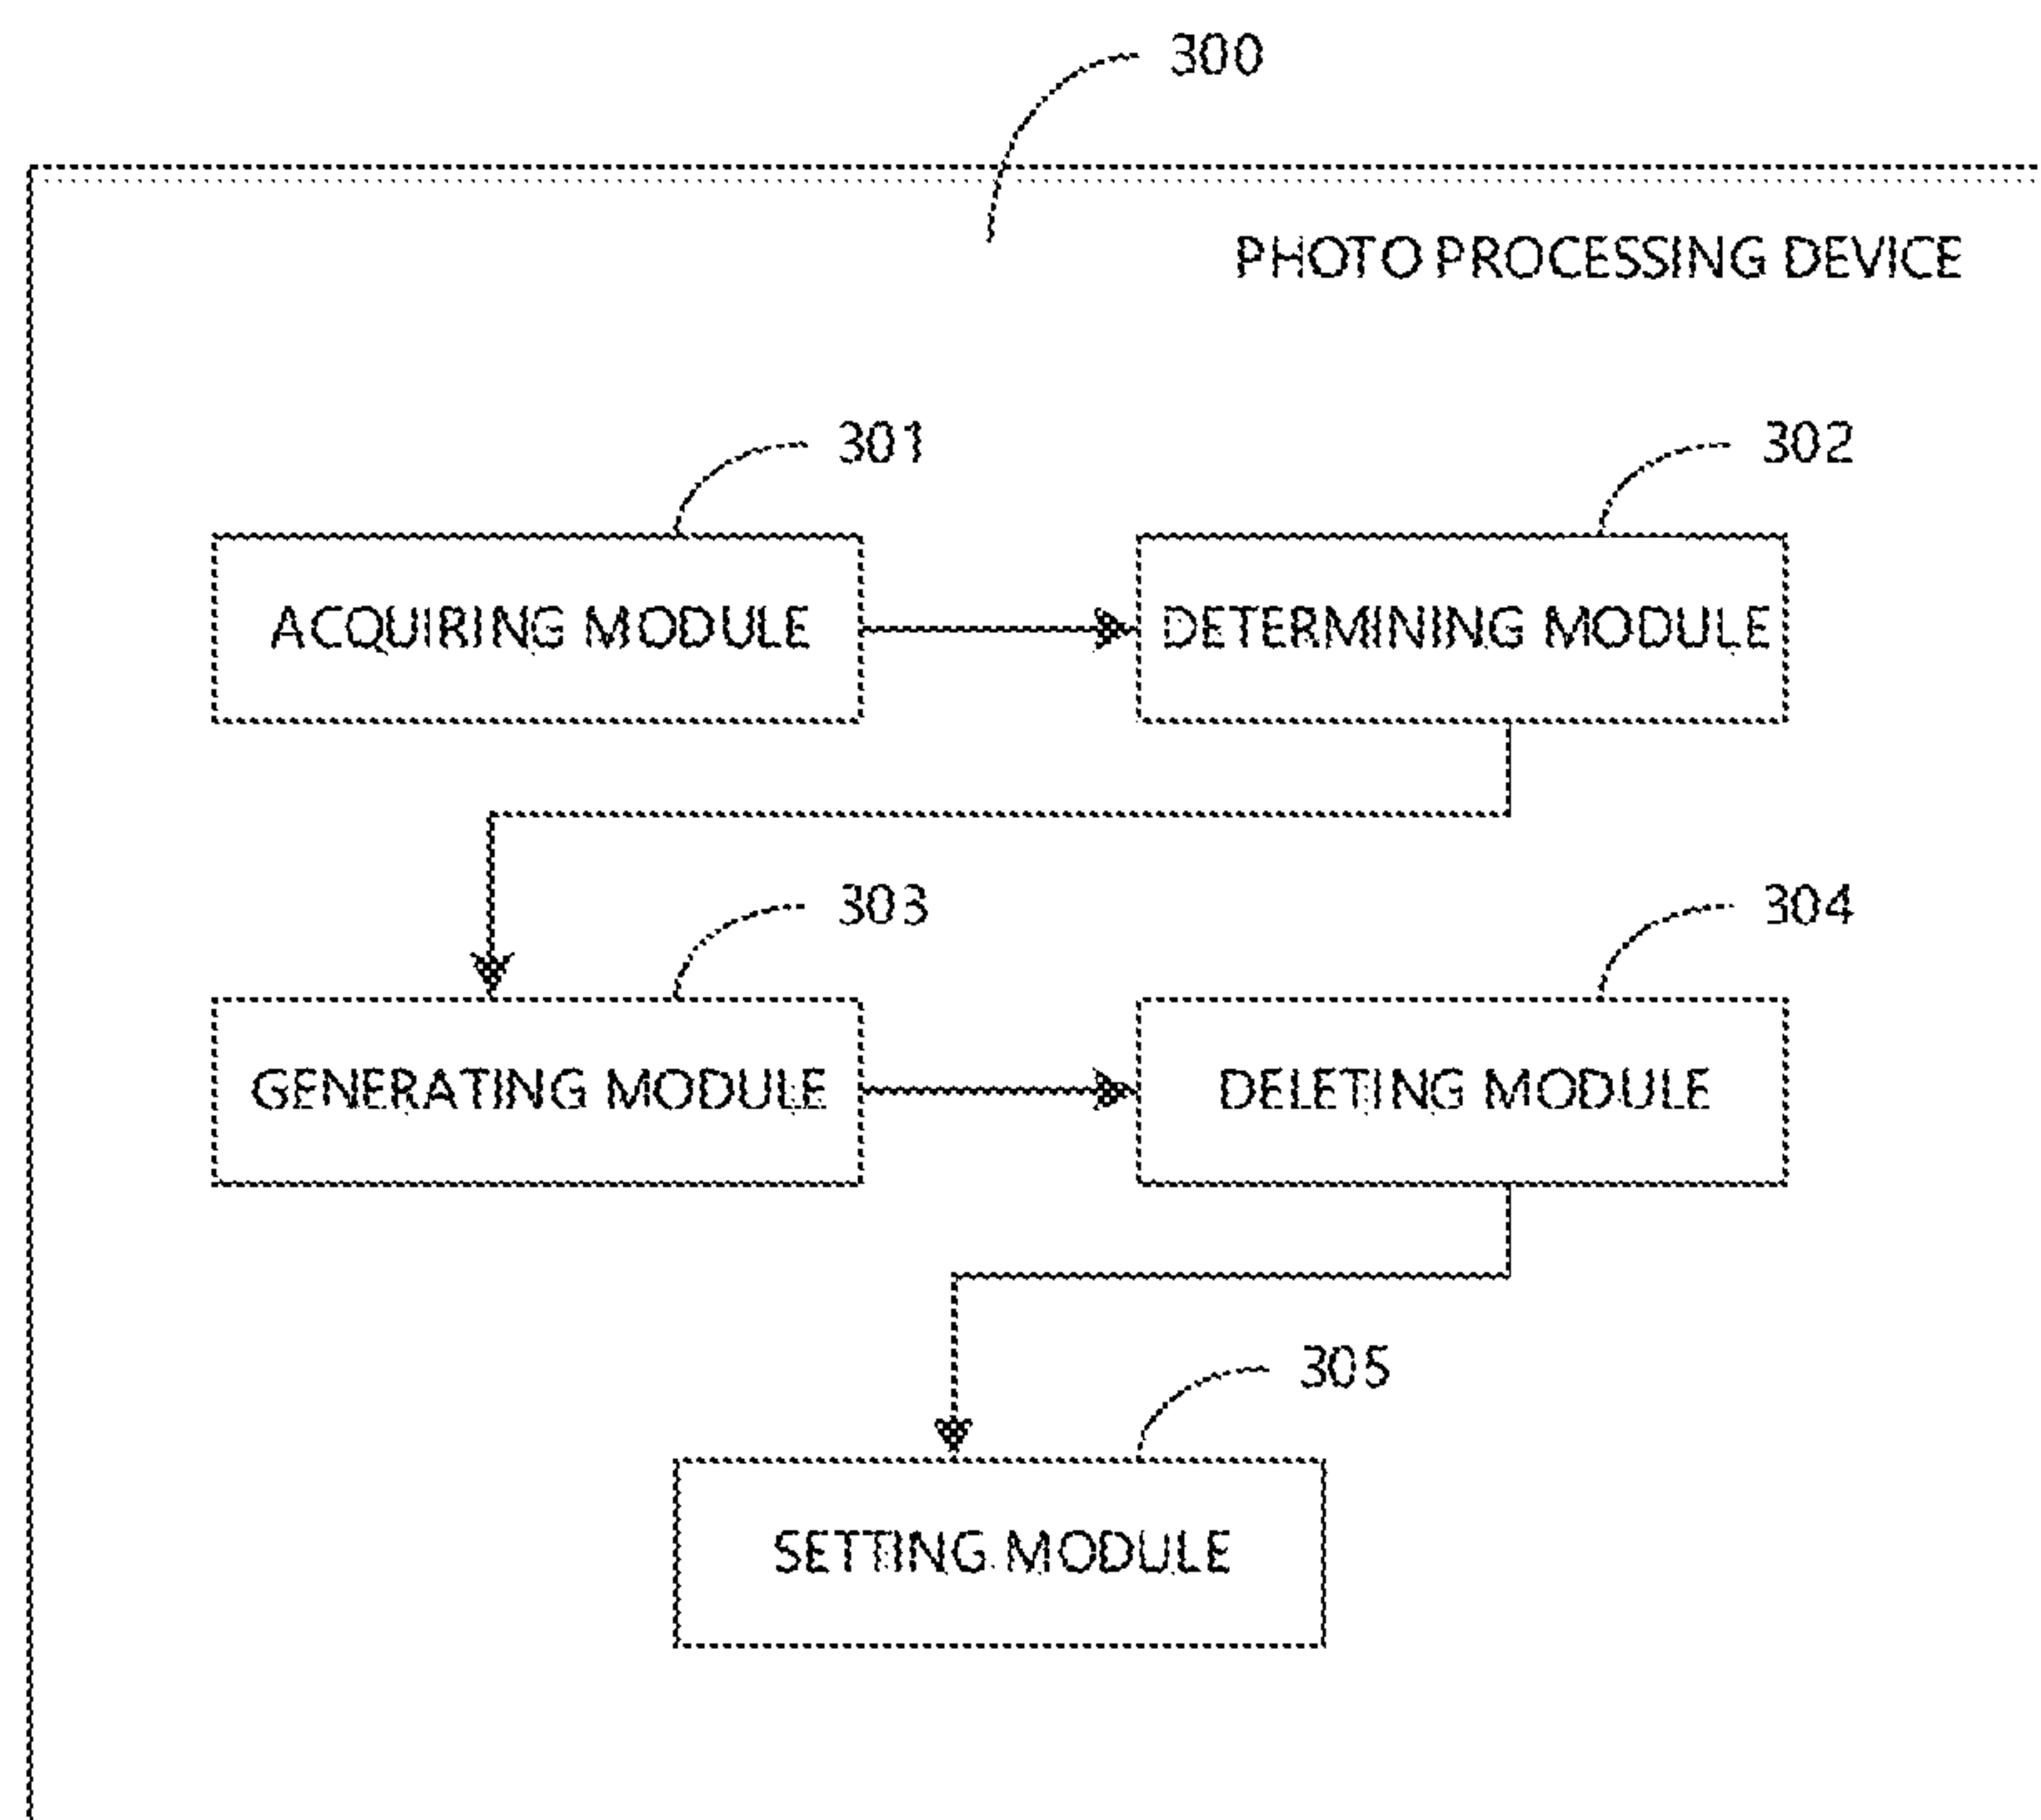 300
PHOTO PROCESSING DEVICE
301
302
ACQUIRING MODULE
DETERMINING MODULE
303
304
GENERATING MODULE
DELETING MODULE
305
SETTING MODULE